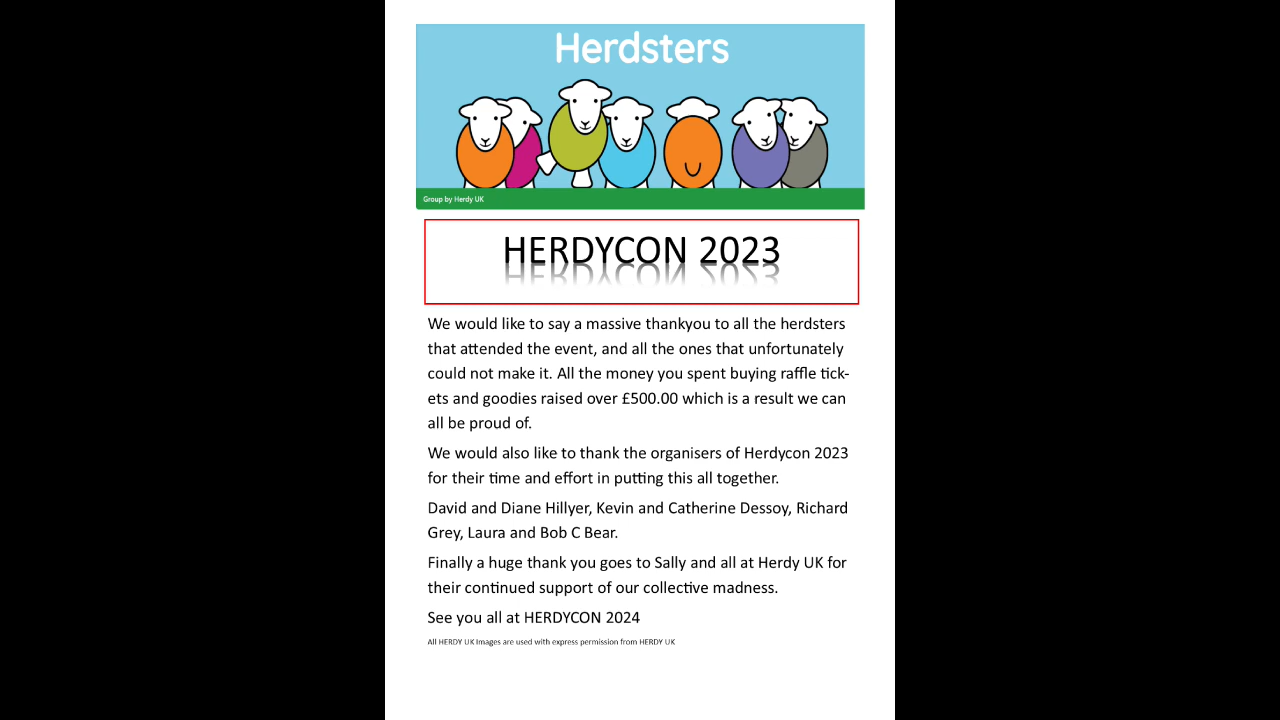 Herdsters
Group by Herdy UK
HERDYCON 2023
We would like to say a massive thankyou to all the herdsters
that attended the event, and all the ones that unfortunately
could not make it. All the money you spent buying raffle tick-
ets and goodies raised over £500.00 which is a result we can
all be proud of.
We would also like to thank the organisers of Herdycon 2023
for their time and effort in putting this all together.
David and Diane Hillyer, Kevin and Catherine Dessoy, Richard
Grey, Laura and Bob C Bear.
Finally a huge thank you goes to Sally and all at Herdy UK for
their continued support of our collective madness.
See you all at HERDYCON 2024
All HERDY UK Images are used with express permission from HERDY UK